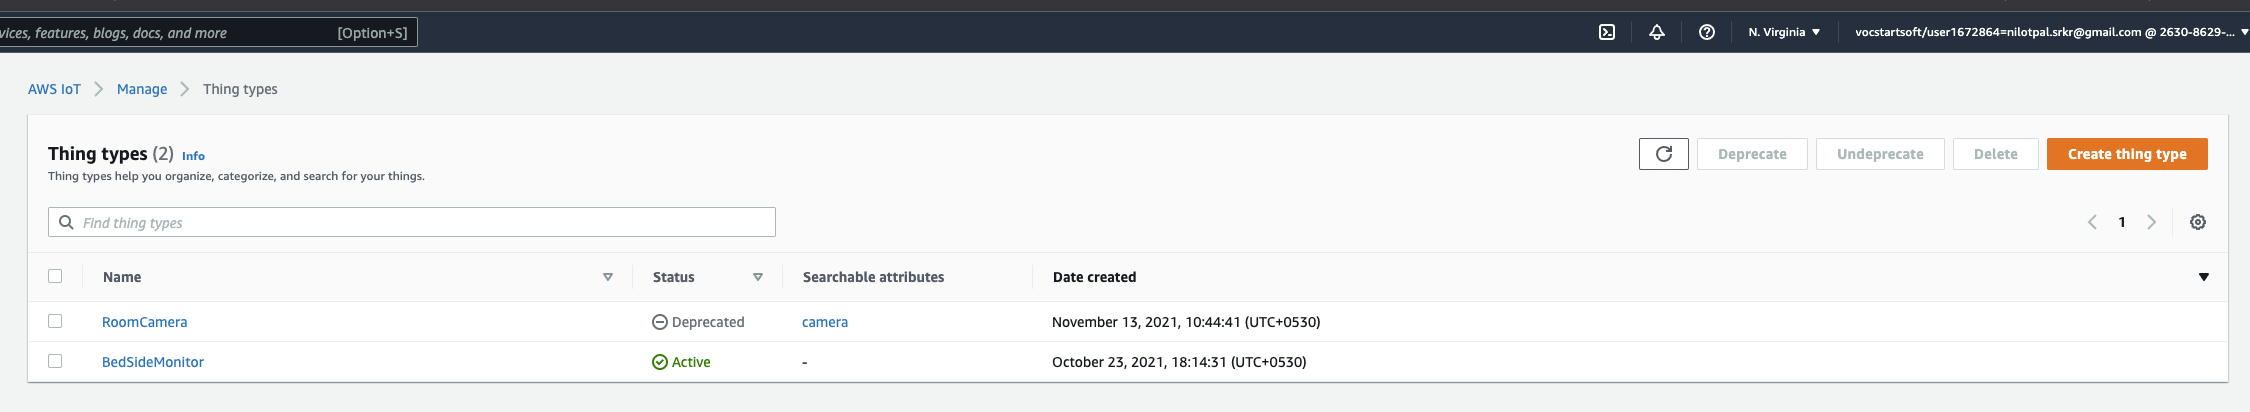 vices, features, blogs, docs, and more [Option+S] N. Virginia vocstartsoft/user1672864=nilotpal.srkr@gmail.com @ 2630-8629-...
AWS IoT Manage Thing types
Thing types (2) Info
Thing types help you organize, categorize, and search for your things.
Deprecate Undeprecate Delete Create thing type
Find thing types
1
Name Status Searchable attributes Date created
RoomCamera Deprecated camera November 13, 2021, 10:44:41 (UTC+0530)
BedSideMonitor Active - October 23, 2021, 18:14:31 (UTC+0530)